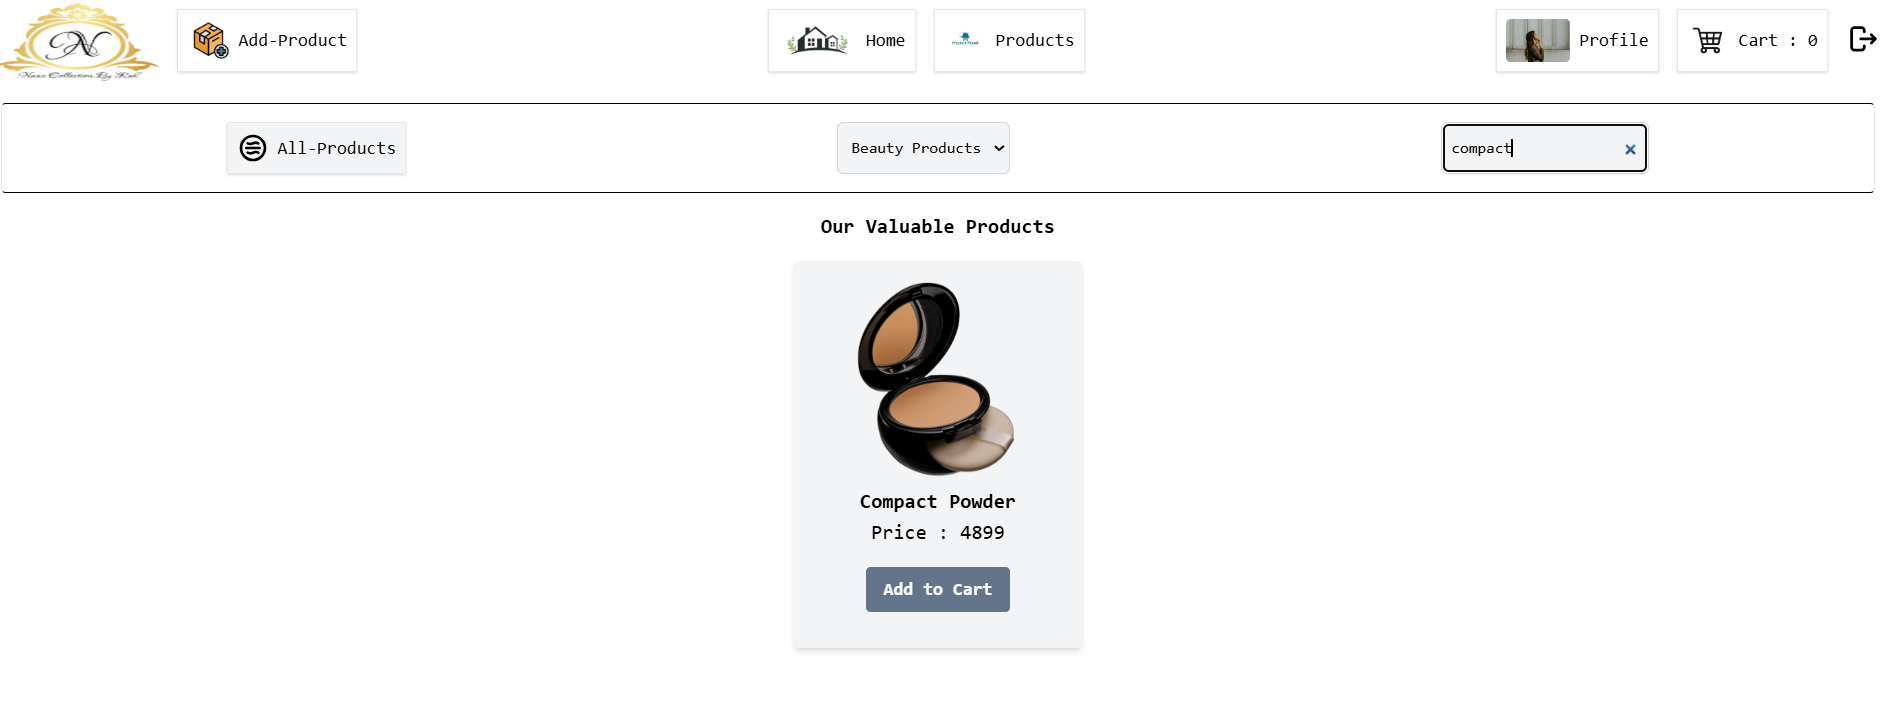 Add-Product
Home
Products
Profile
Cart : 0
All-Products
Beauty Products
compact
Our Valuable Products
Compact Powder
Price : 4899
Add to Cart